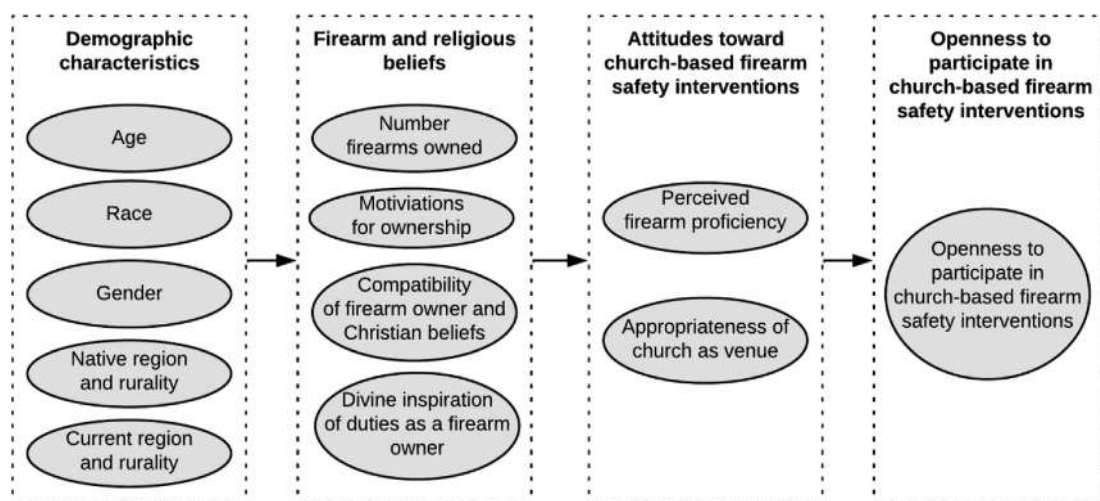 Demographic
characteristics
Age
Race
Gender
Native region
and rurality
Current region
and rurality
Firearm and religious
beliefs
Number
firearms owned
Motiviations
for ownership
Compatibility
of firearm owner and
Christian beliefs
Divine inspiration
of duties as a firearm
owner
Attitudes toward
church-based firearm
safety interventions
Perceived
firearm proficiency
Appropriateness of
church as venue
Openness to
participate in
church-based firearm
safety interventions
Openness to
participate in
church-based firearm
safety interventions